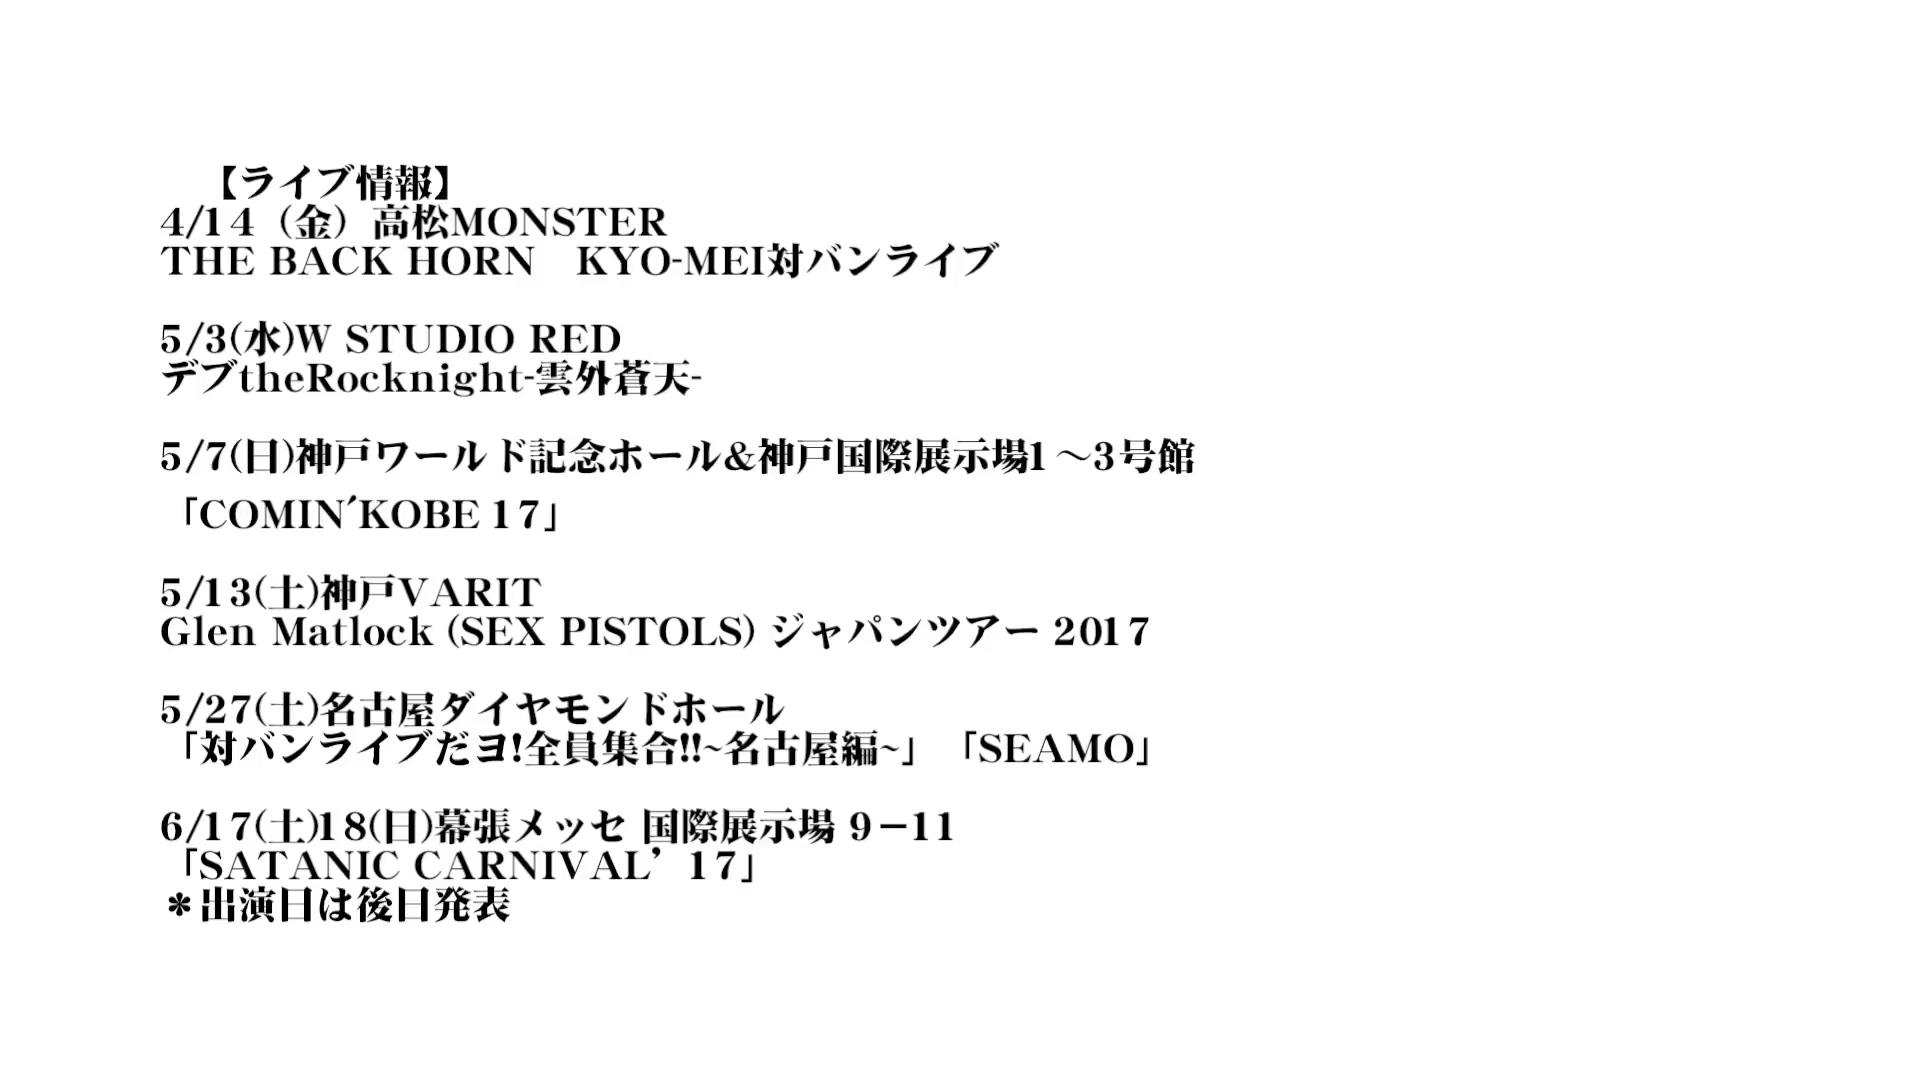 【ライブ情報】
4/14（金）高松MONSTER
THE BACK HORN　KYO-MEI対バンライブ
5/3(水)W STUDIO RED
デブtheRocknight-雲外蒼天-
5/7(日)神戸ワールド記念ホール&神戸国際展示場1～3号館
「COMIN'KOBE 17」
5/13(土)神戸VARIT
Glen Matlock (SEX PISTOLS) ジャパンツアー 2017
5/27(土)名古屋ダイヤモンドホール
「対バンライブだヨ!全員集合!!~名古屋編~」「SEAMO」
6/17(土)18(日)幕張メッセ 国際展示場 9－11
「SATANIC CARNIVAL’17」
＊出演日は後日発表